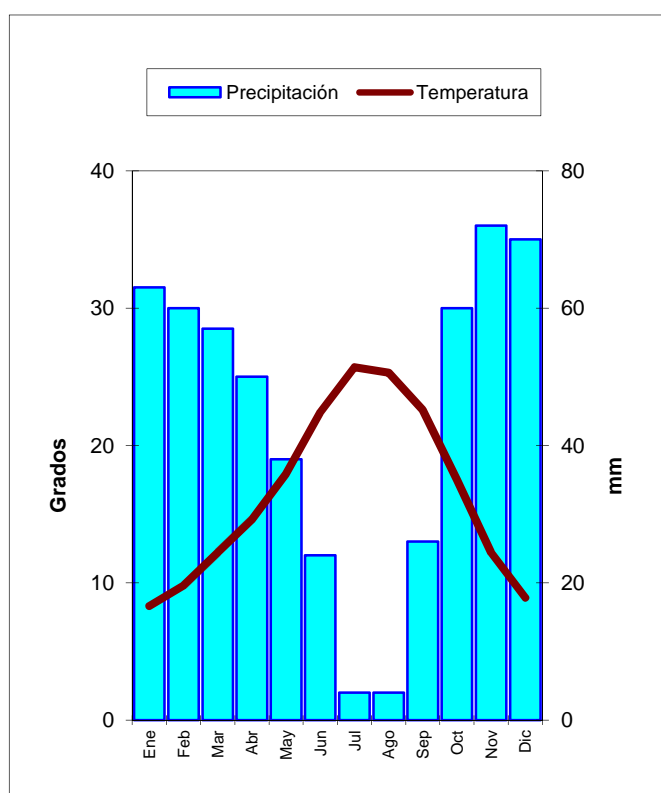 Precipitación Temperatura
40 80
30 60
20 40
10 20
0 0
Grados
mm
Ene Feb Mar Abr May Jun Jul Ago Sep Oct Nov Dic